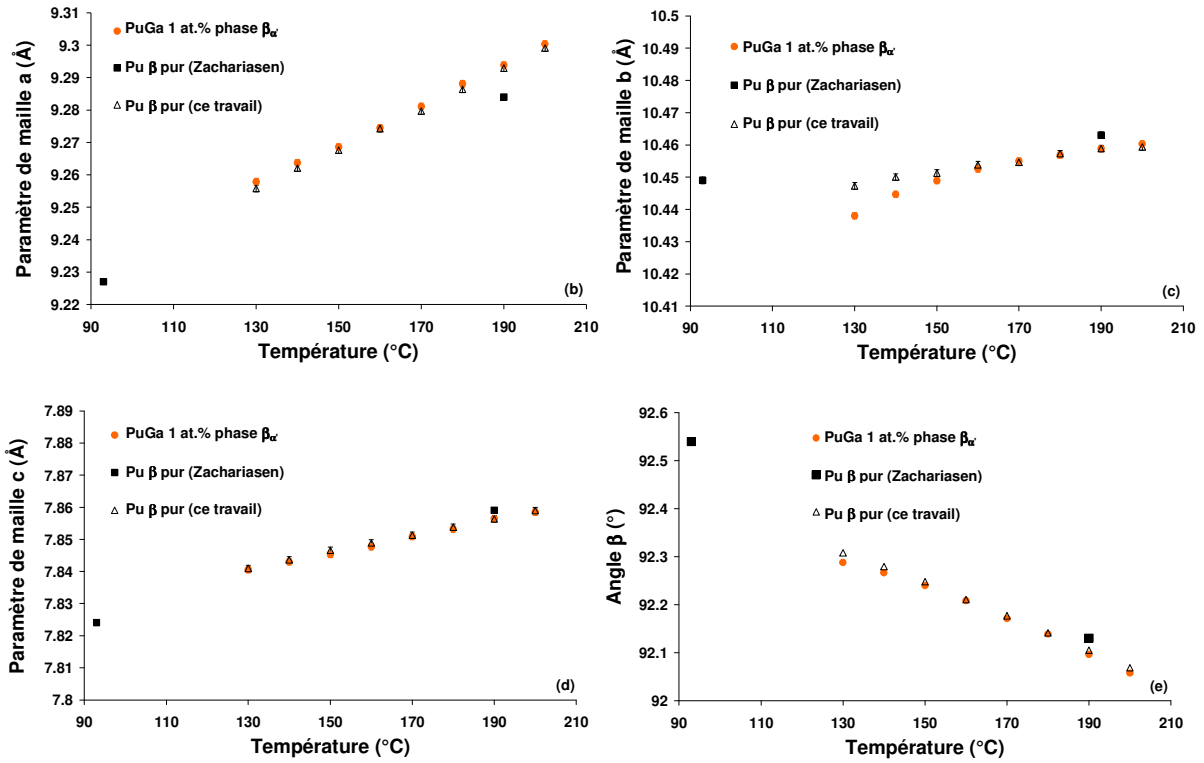 Paramètre de maille a (Å)
9.31
9.3
9.29
9.28
9.27
9.26
9.25
9.24
9.23
9.22
PuGa 1 at.% phase βα'
Pu β pur (Zachariasen)
Pu β pur (ce travail)
(b)
90 110 130 150 170 190 210
Température (°C)
Paramètre de maille b (Å)
10.5
10.49
10.48
10.47
10.46
10.45
10.44
10.43
10.42
10.41
PuGa 1 at.% phase βα'
Pu β pur (Zachariasen)
Pu β pur (ce travail)
(c)
90 110 130 150 170 190 210
Température (°C)
Paramètre de maille c (Å)
7.89
7.88
7.87
7.86
7.85
7.84
7.83
7.82
7.81
7.8
PuGa 1 at.% phase βα'
Pu β pur (Zachariasen)
Pu β pur (ce travail)
(d)
90 110 130 150 170 190 210
Température (°C)
Angle β (°)
92.6
92.5
92.4
92.3
92.2
92.1
92
PuGa 1 at.% phase βα'
Pu β pur (Zachariasen)
Pu β pur (ce travail)
(e)
90 110 130 150 170 190 210
Température (°C)